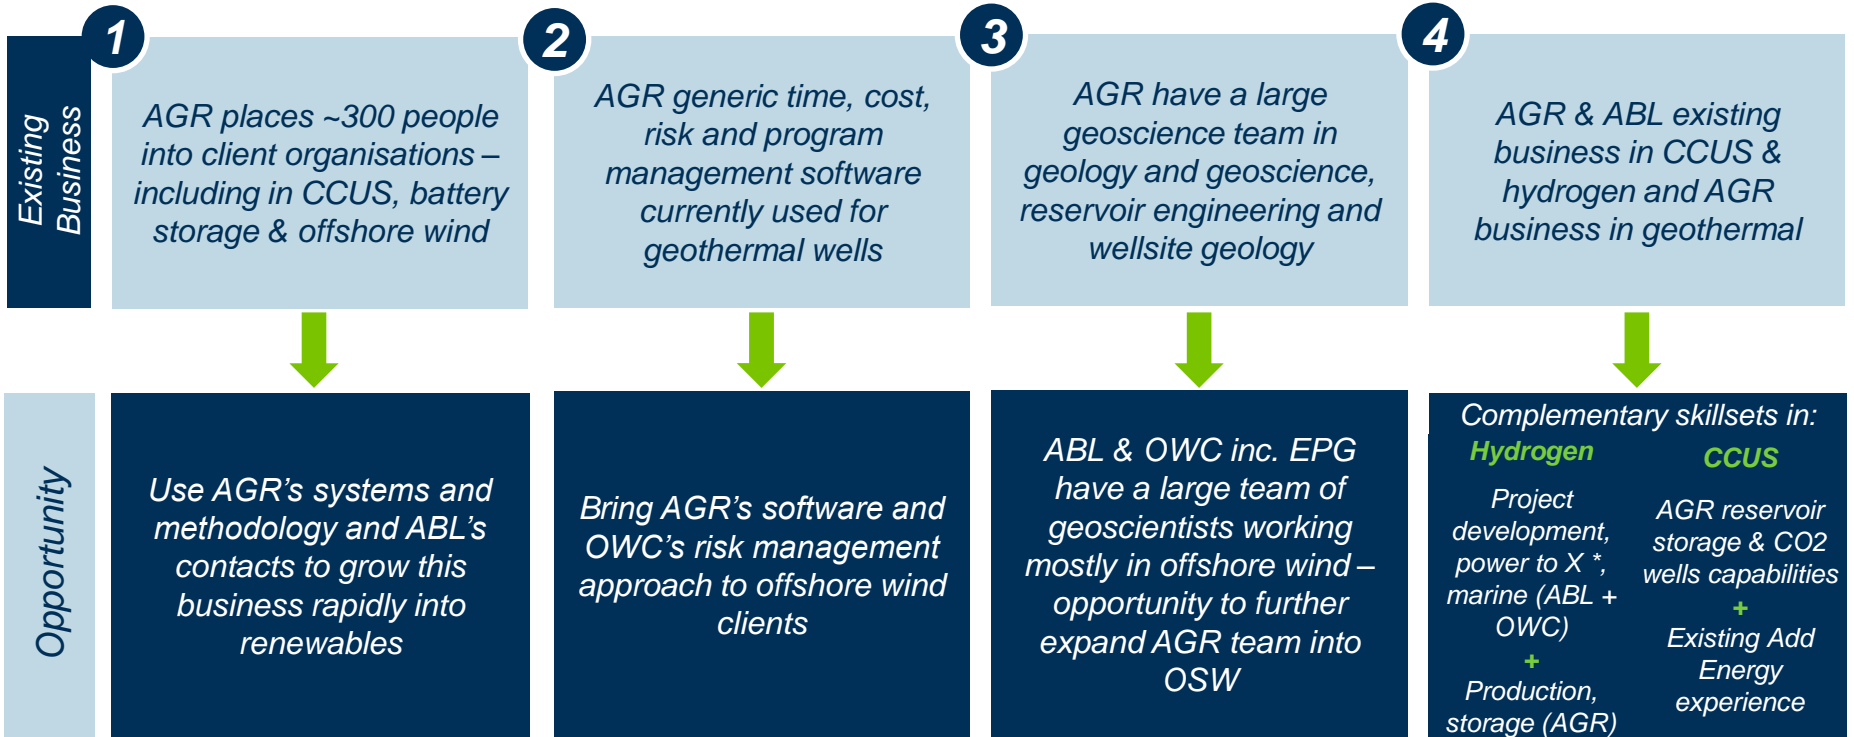 Existing
Business
1
AGR places ~300 people
into client organisations –
including in CCUS, battery
storage & offshore wind
2
AGR generic time, cost,
risk and program
management software
currently used for
geothermal wells
3
AGR have a large
geoscience team in
geology and geoscience,
reservoir engineering and
wellsite geology
4
AGR & ABL existing
business in CCUS &
hydrogen and AGR
business in geothermal
Opportunity
Use AGR's systems and
methodology and ABL's
contacts to grow this
business rapidly into
renewables
Bring AGR's software and
OWC's risk management
approach to offshore wind
clients
ABL & OWC inc. EPG
have a large team of
geoscientists working
mostly in offshore wind –
opportunity to further
expand AGR team into
OSW
Complementary skillsets in:
Hydrogen
Project
development,
power to X *,
marine (ABL +
OWC)
+
Production,
storage (AGR)
CCUS
AGR reservoir
storage & CO2
wells capabilities
+
Existing Add
Energy
experience